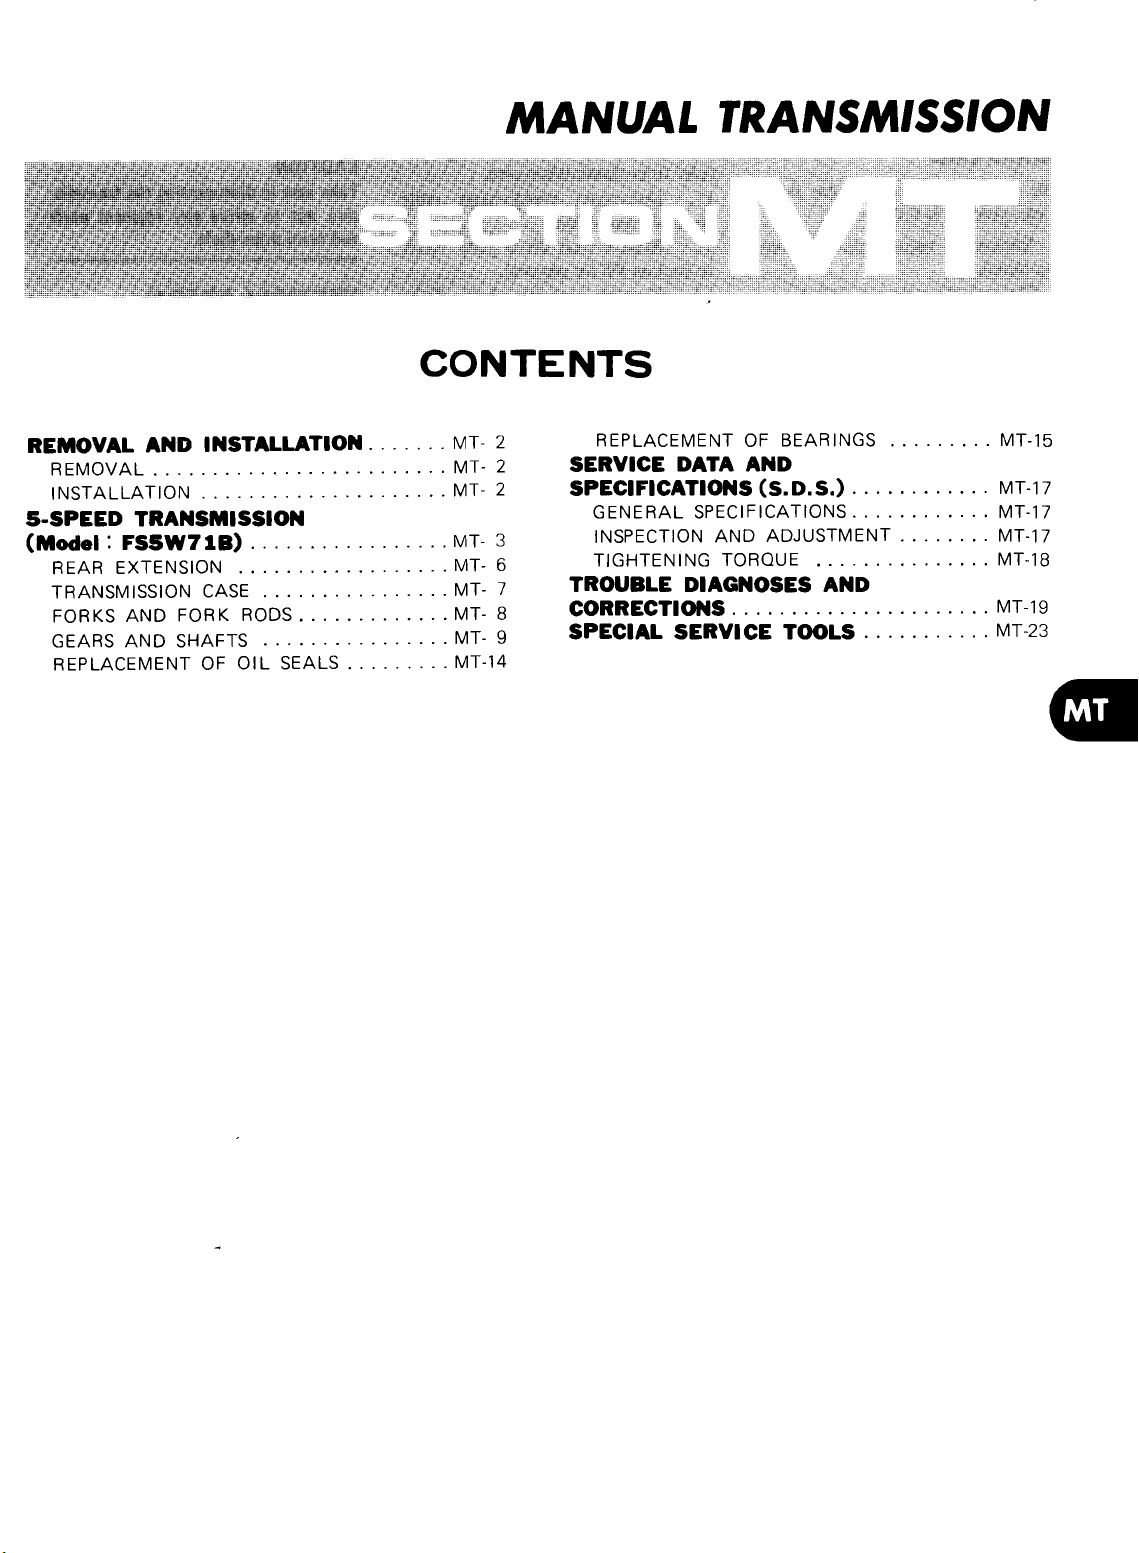 MANUAL TRANSMISSION
SECTION MT
CONTENTS
REMOVAL AND INSTALLATION . . . . . . . MT- 2
REMOVAL . . . . . . . . . . . . . . . . . . . . . . . . . MT- 2
INSTALLATION . . . . . . . . . . . . . . . . . . . . . MT- 2
5-SPEED TRANSMISSION
(Model : FS5W71B) . . . . . . . . . . . . . . . . . MT- 3
REAR EXTENSION . . . . . . . . . . . . . . . . . . MT- 6
TRANSMISSION CASE . . . . . . . . . . . . . . . . MT- 7
FORKS AND FORK RODS . . . . . . . . . . . . . MT- 8
GEARS AND SHAFTS . . . . . . . . . . . . . . . . MT- 9
REPLACEMENT OF OIL SEALS . . . . . . . . . MT-14
REPLACEMENT OF BEARINGS . . . . . . . . . MT-15
SERVICE DATA AND
SPECIFICATIONS (S.D.S.) . . . . . . . . . . . . MT-17
GENERAL SPECIFICATIONS . . . . . . . . . . . . MT-17
INSPECTION AND ADJUSTMENT . . . . . . . . MT-17
TIGHTENING TORQUE . . . . . . . . . . . . . . . MT-18
TROUBLE DIAGNOSES AND
CORRECTIONS . . . . . . . . . . . . . . . . . . . . . . MT-19
SPECIAL SERVICE TOOLS . . . . . . . . . . . MT-23
MT